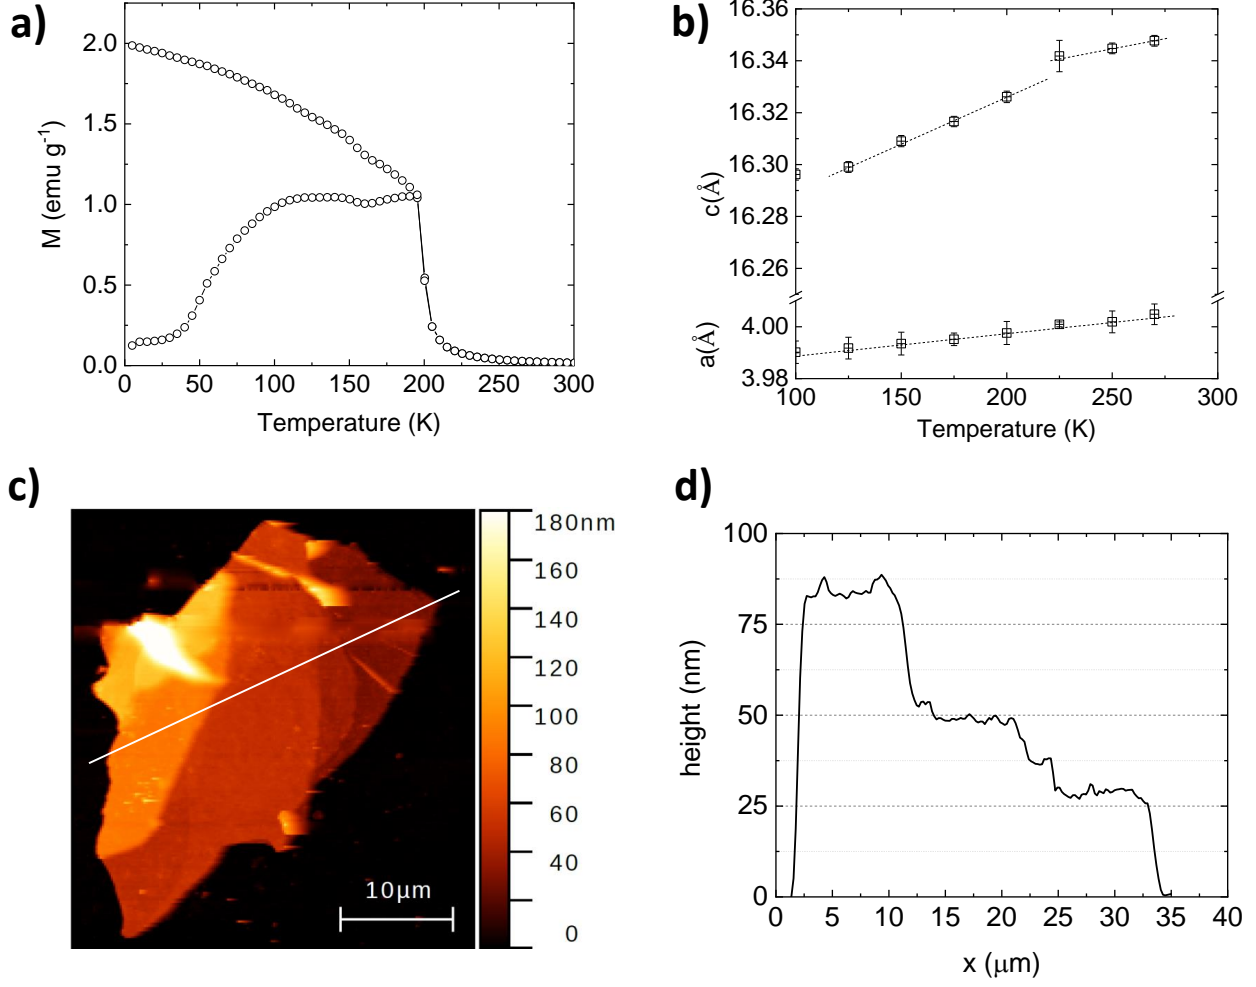 a)
2.0
1.5
1.0
0.5
0.0
M (emu g⁻¹)
0 50 100 150 200 250 300
Temperature (K)
b)
16.36
16.34
16.32
16.30
16.28
16.26
4.00
3.98
c(Å)
a(Å)
100 150 200 250 300
Temperature (K)
c)
180nm
160
140
120
100
80
60
40
20
0
10μm
d)
100
75
50
25
0
height (nm)
0 5 10 15 20 25 30 35 40
x (μm)